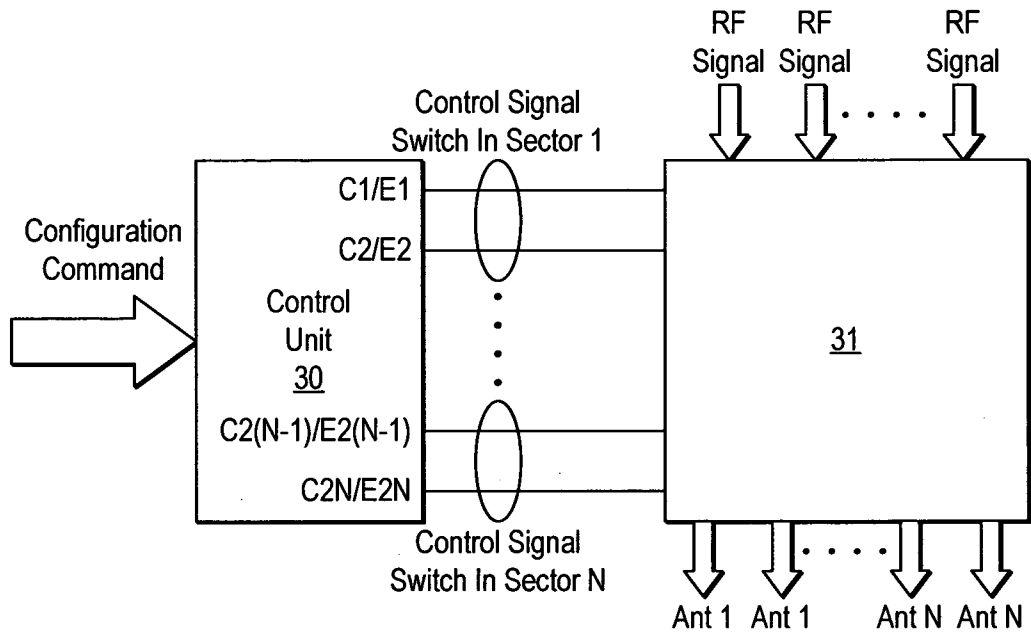 RF Signal
RF Signal
RF Signal
Control Signal
Switch In Sector 1
C1/E1
C2/E2
Configuration
Command
Control
Unit
30
31
C2(N-1)/E2(N-1)
C2N/E2N
Control Signal
Switch In Sector N
Ant 1
Ant 1
Ant N
Ant N